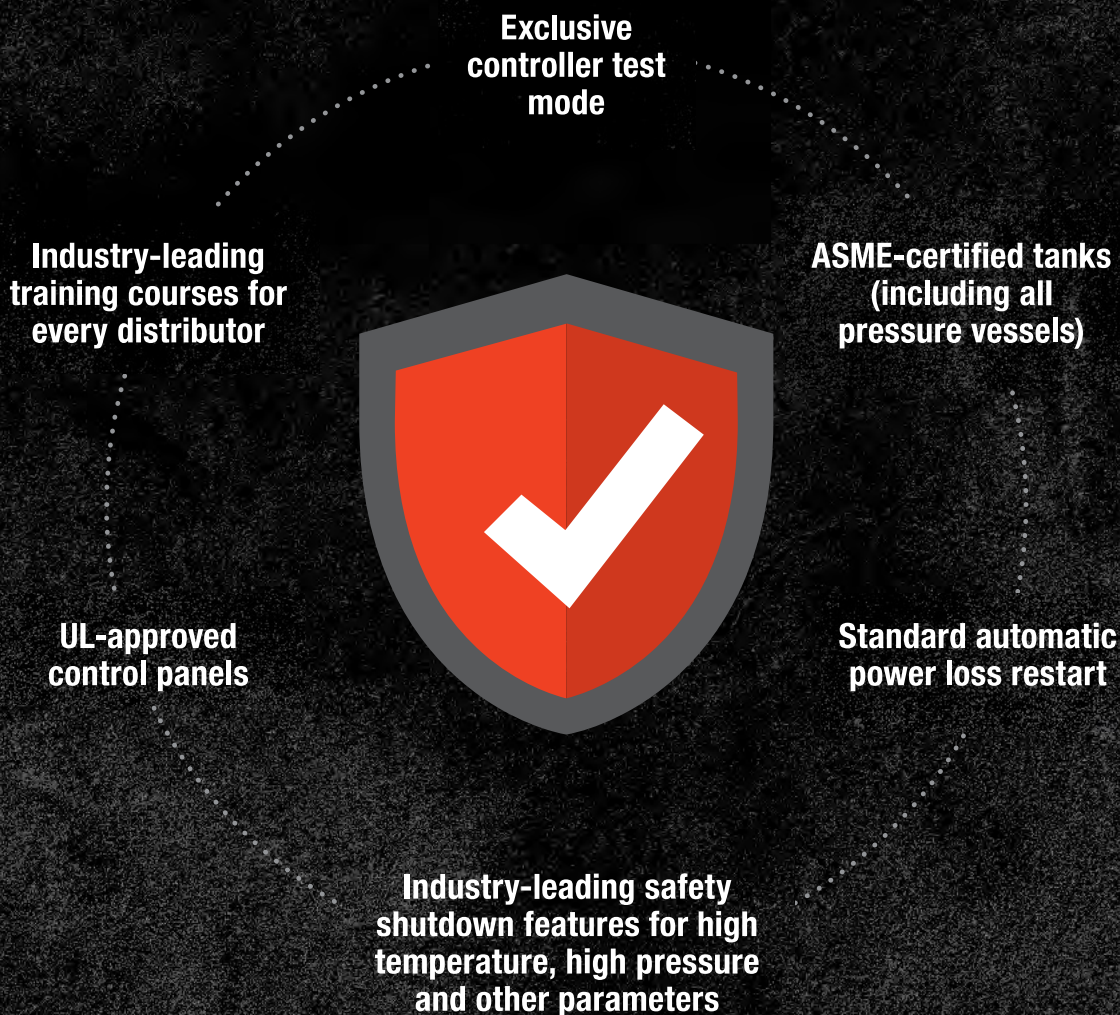 Exclusive
controller test
mode
ASME-certified tanks
(including all
pressure vessels)
Standard automatic
power loss restart
Industry-leading safety
shutdown features for high
temperature, high pressure
and other parameters
UL-approved
control panels
Industry-leading
training courses for
every distributor